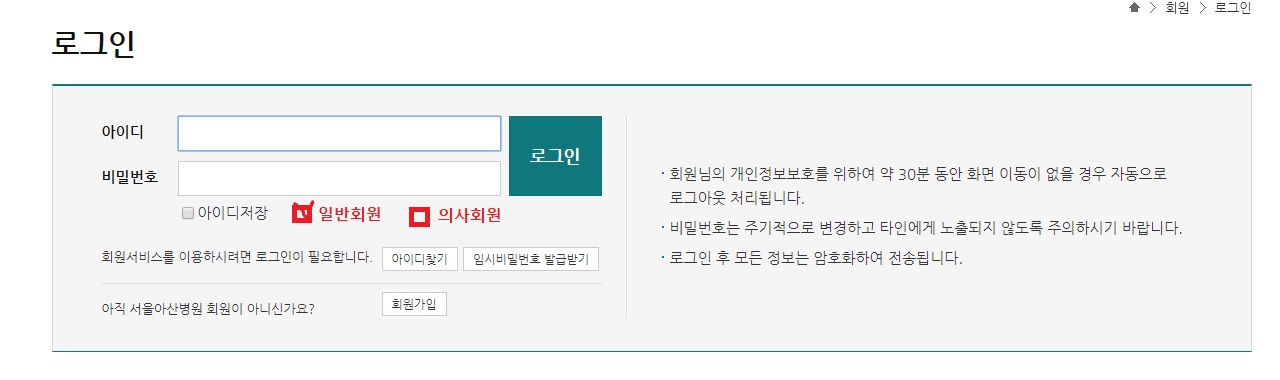 회원 > 로그인
로그인
아이디
로그인
비밀번호
아이디저장 일반회원 의사회원
회원서비스를 이용하시려면 로그인이 필요합니다. 아이디찾기 임시비밀번호 발급받기
아직 서울아산병원 회원이 아니신가요? 회원가입
· 회원님의 개인정보보호를 위하여 약 30분 동안 화면 이동이 없을 경우 자동으로
로그아웃 처리됩니다.
· 비밀번호는 주기적으로 변경하고 타인에게 노출되지 않도록 주의하시기 바랍니다.
· 로그인 후 모든 정보는 암호화하여 전송됩니다.